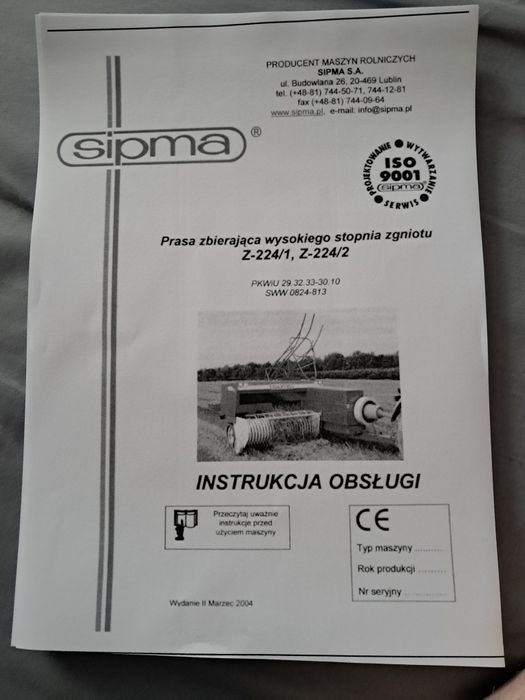 PRODUCENT MASZYN ROLNICZYCH
SIPMA S.A.
ul. Budowlana 26, 20-469 Lublin
tel. (+48-81) 744-50-71, 744-12-81
fax (+48-81) 744-09-64
www.sipma.pl, e-mail: info@sipma.pl
sipma®
PROJEKTOWANIE • WYTWARZANIE • SERWIS •
ISO
9001
sipma®
Prasa zbierająca wysokiego stopnia zgniotu
Z-224/1, Z-224/2
PKWiU 29.32.33-30.10
SWW 0824-813
INSTRUKCJA OBSŁUGI
Przeczytaj uważnie
instrukcje przed
użyciem maszyny
CE
Typ maszyny ..........
Rok produkcji .........
Nr seryjny ............
Wydanie II Marzec 2004